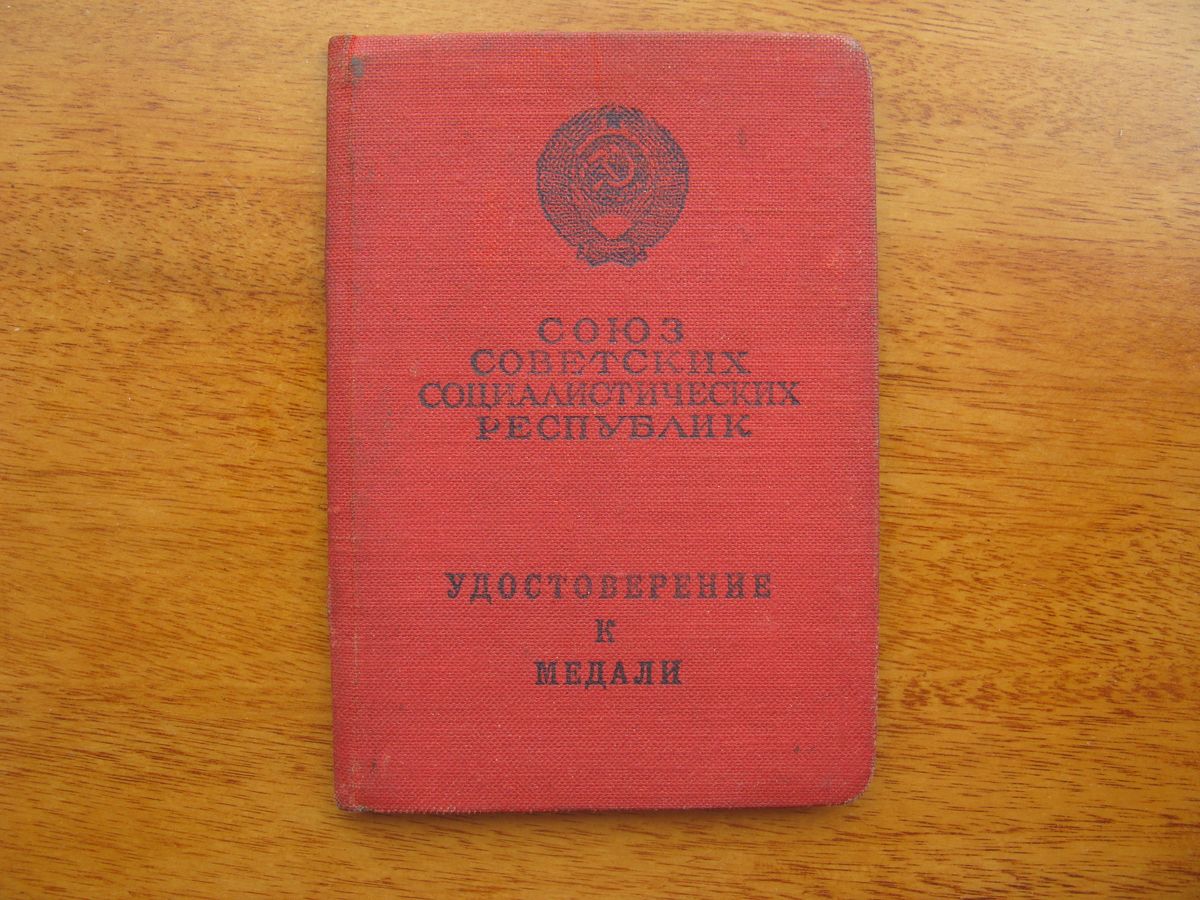 СОЮЗ
СОВЕТСКИХ
СОЦИАЛИСТИЧЕСКИХ
РЕСПУБЛИК
УДОСТОВЕРЕНИЕ
К
МЕДАЛИ